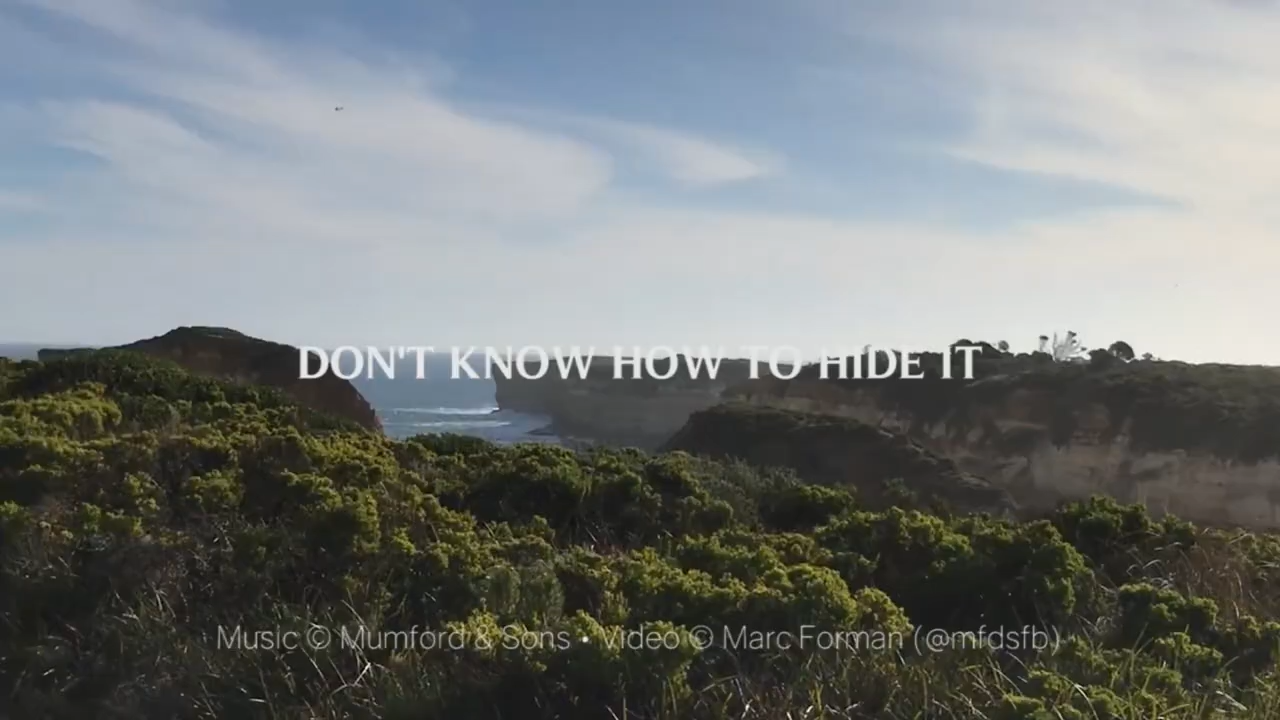 DON'T KNOW HOW TO HIDE IT
Music © Mumford & Sons • Video © Marc Forman (@mfdsfb)